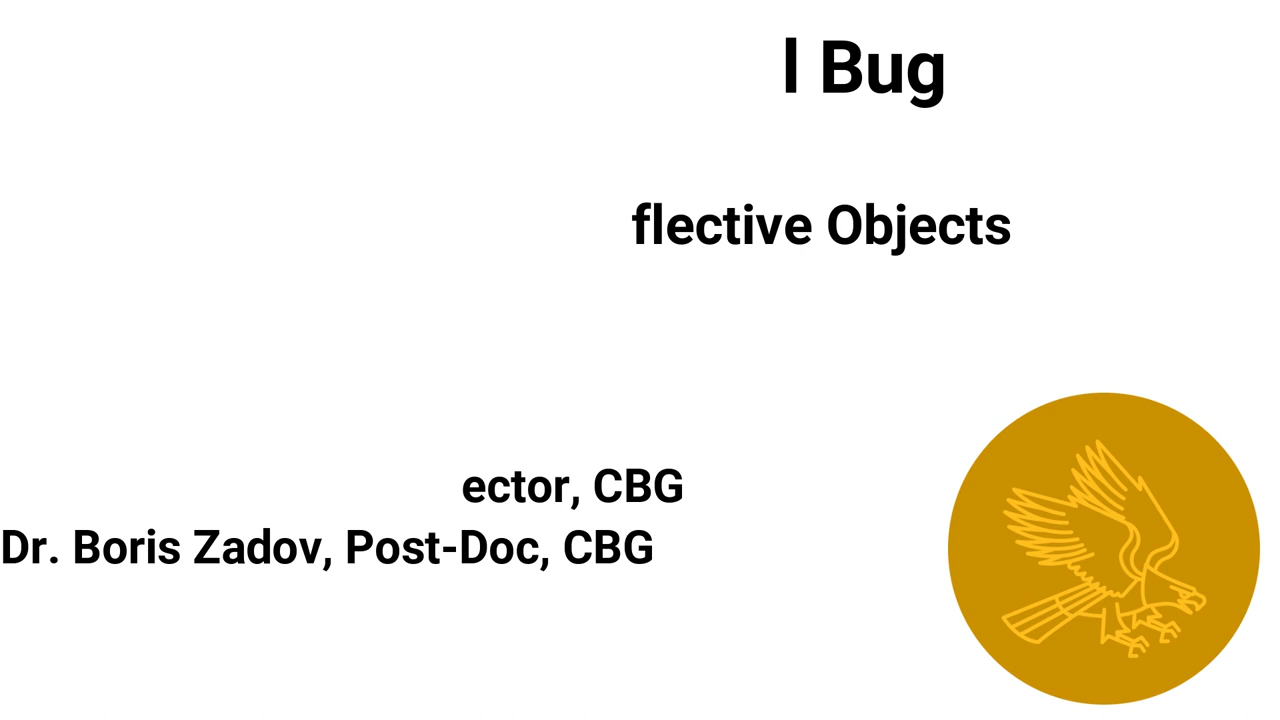 l Bug
flective Objects
ector, CBG
Dr. Boris Zadov, Post-Doc, CBG